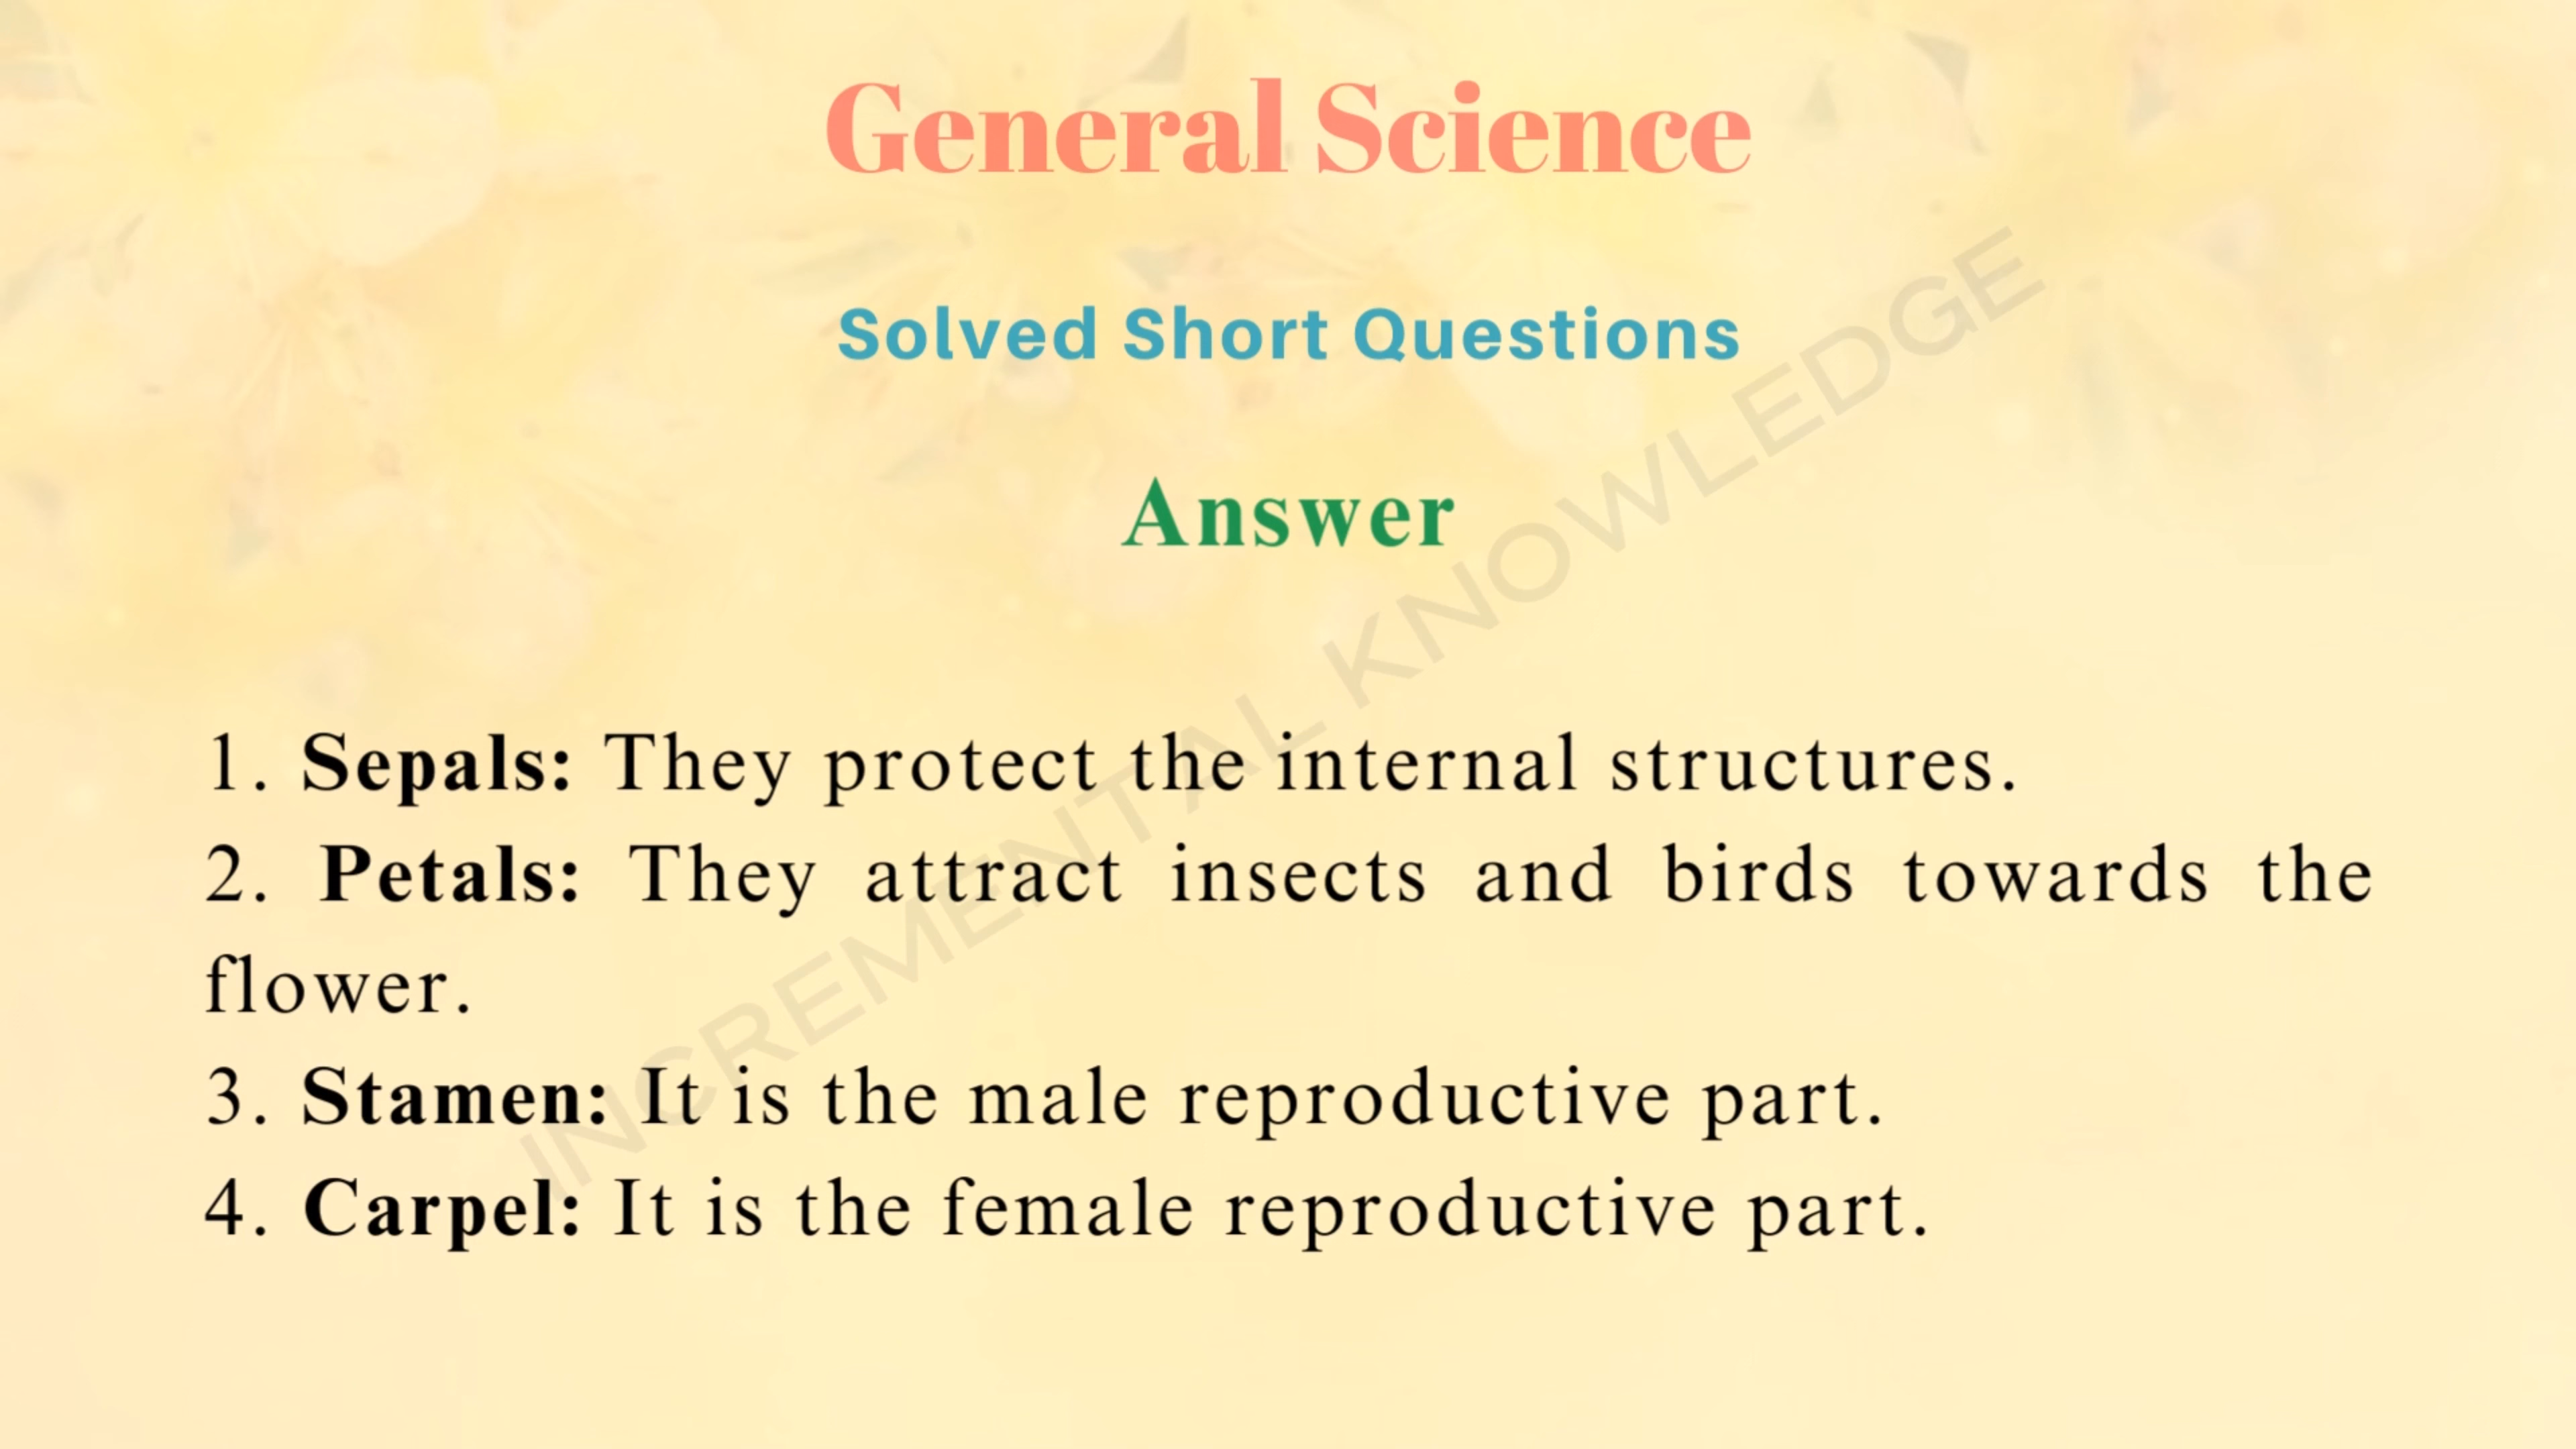 General Science
Solved Short Questions
Answer
1. Sepals: They protect the internal structures.
2. Petals: They attract insects and birds towards the
flower.
3. Stamen: It is the male reproductive part.
4. Carpel: It is the female reproductive part.
INCREMENTAL KNOWLEDGE